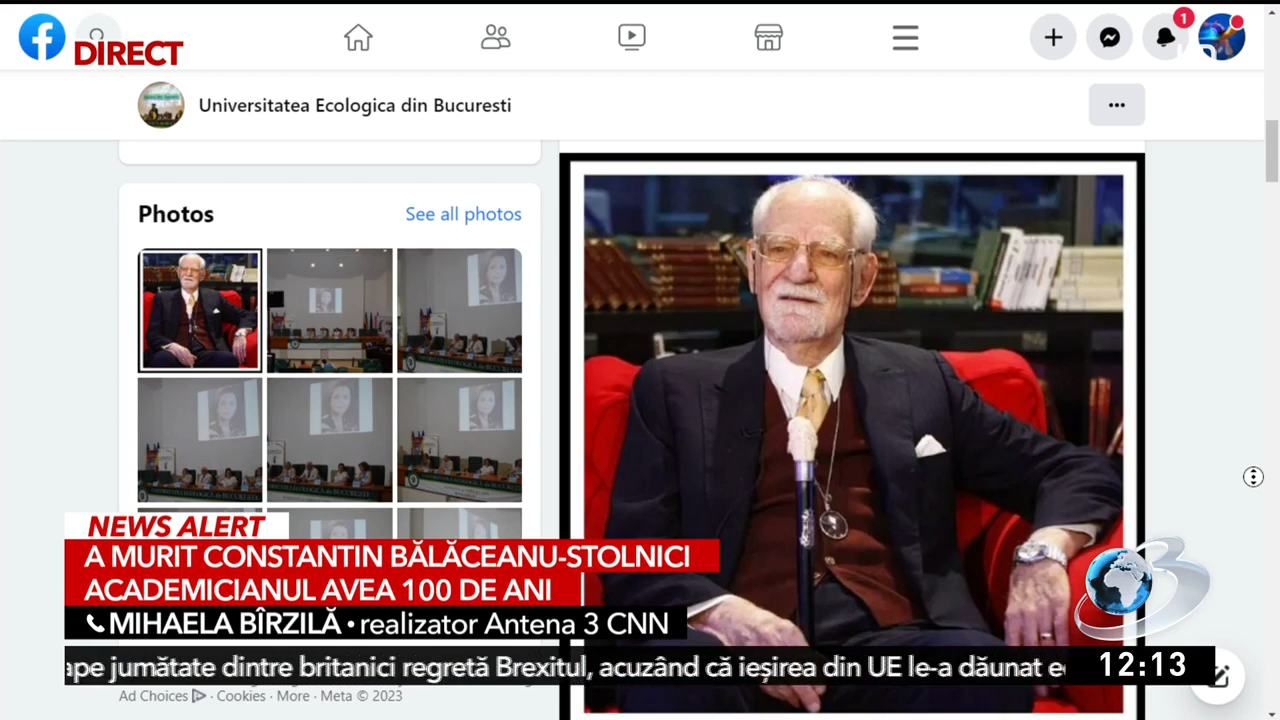 1
DIRECT
Universitatea Ecologica din Bucuresti
Photos
See all photos
NEWS ALERT
A MURIT CONSTANTIN BĂLĂCEANU-STOLNICI
ACADEMICIANUL AVEA 100 DE ANI
MIHAELA BÎRZILĂ • realizator Antena 3 CNN
ape jumătate dintre britanici regretă Brexitul, acuzând că ieșirea din UE le-a dăunat
12:13
Ad Choices · Cookies · More · Meta © 2023